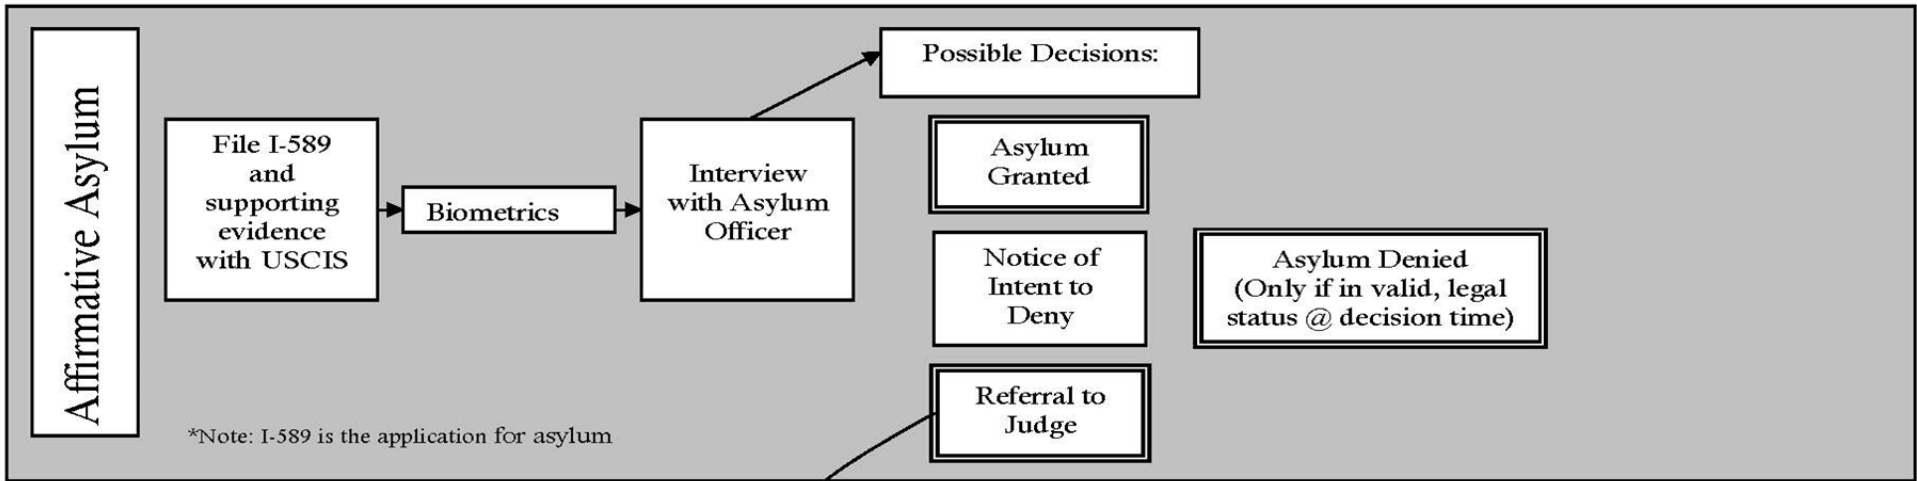 Affirmative Asylum
File I-589
and
supporting
evidence
with USCIS
Biometrics
Interview
with Asylum
Officer
Possible Decisions:
Asylum
Granted
Notice of
Intent to
Deny
Asylum Denied
(Only if in valid, legal
status @ decision time)
Referral to
Judge
*Note: I-589 is the application for asylum